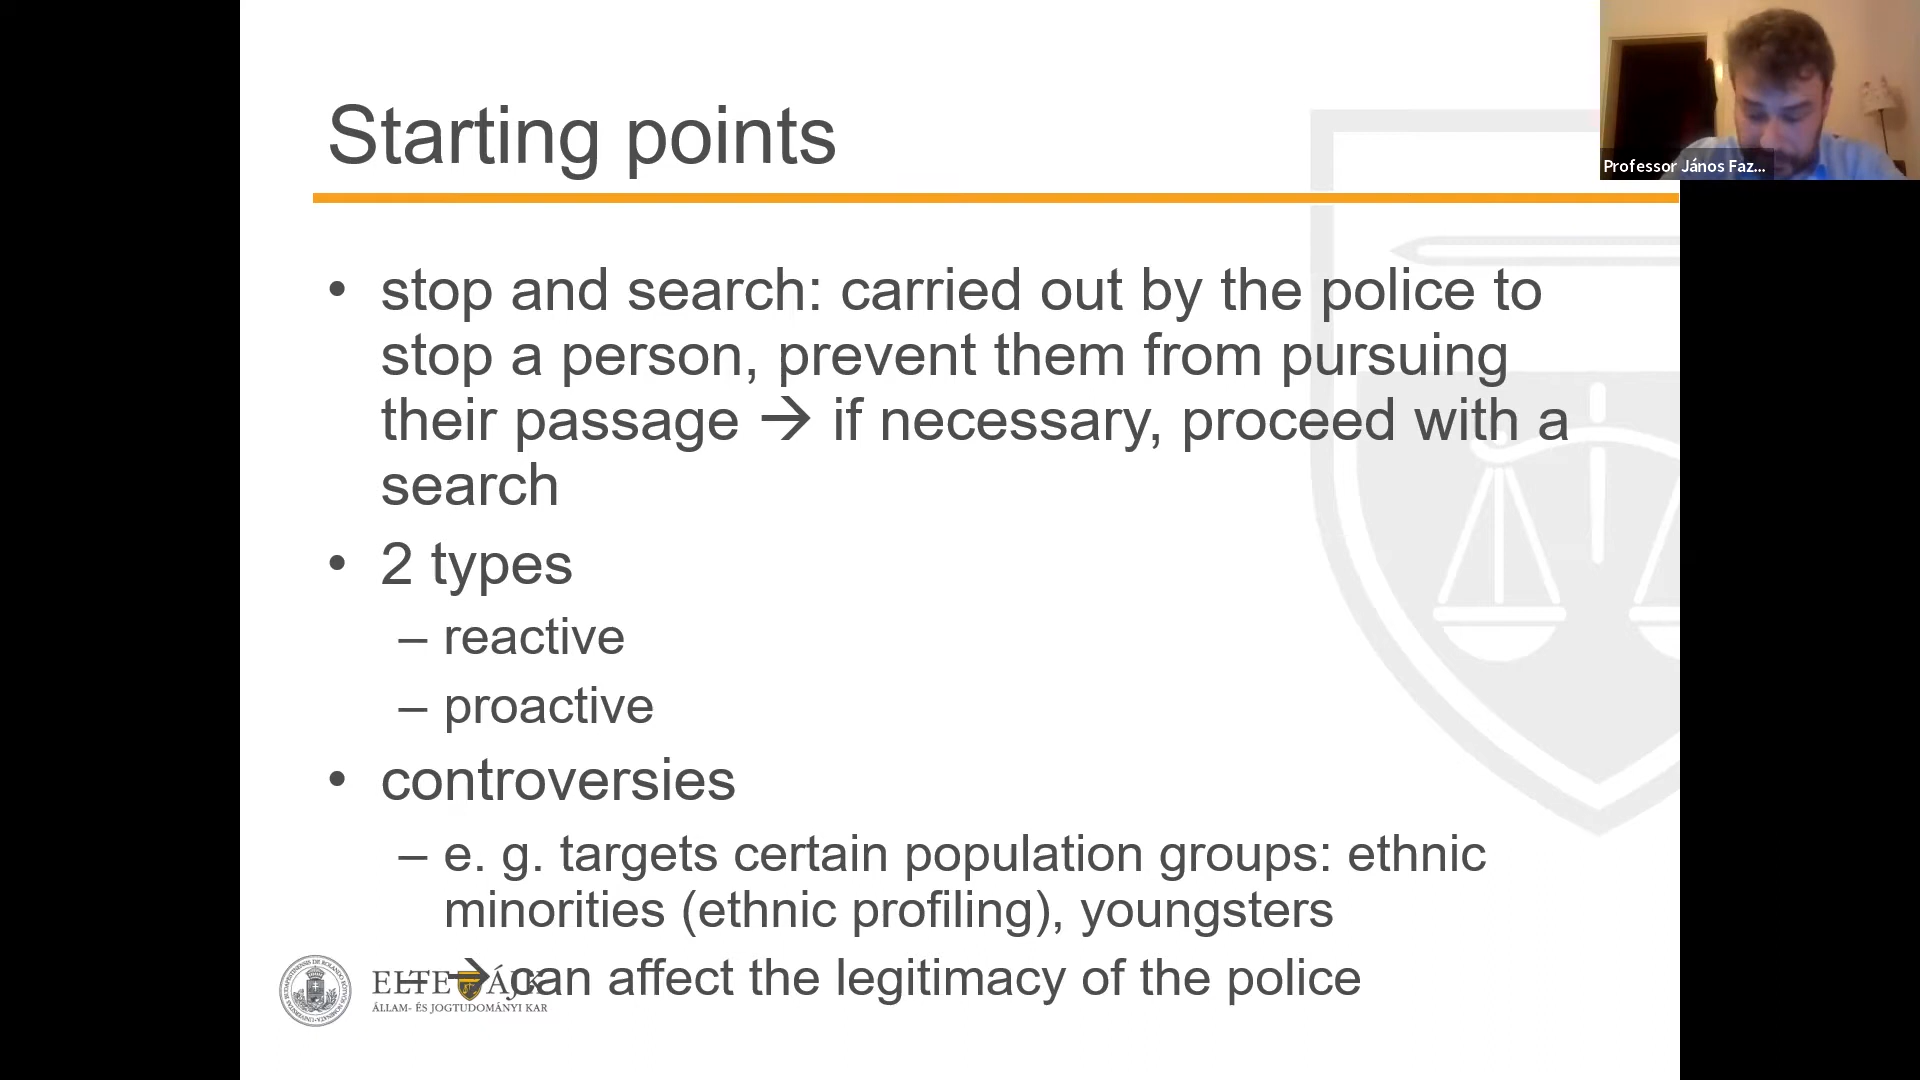 Starting points
Professor János Faz...
• stop and search: carried out by the police to
stop a person, prevent them from pursuing
their passage → if necessary, proceed with a
search
• 2 types
– reactive
– proactive
• controversies
– e. g. targets certain population groups: ethnic
minorities (ethnic profiling), youngsters
– → can affect the legitimacy of the police
ELTE ÁJK
ÁLLAM- ÉS JOGTUDOMÁNYI KAR